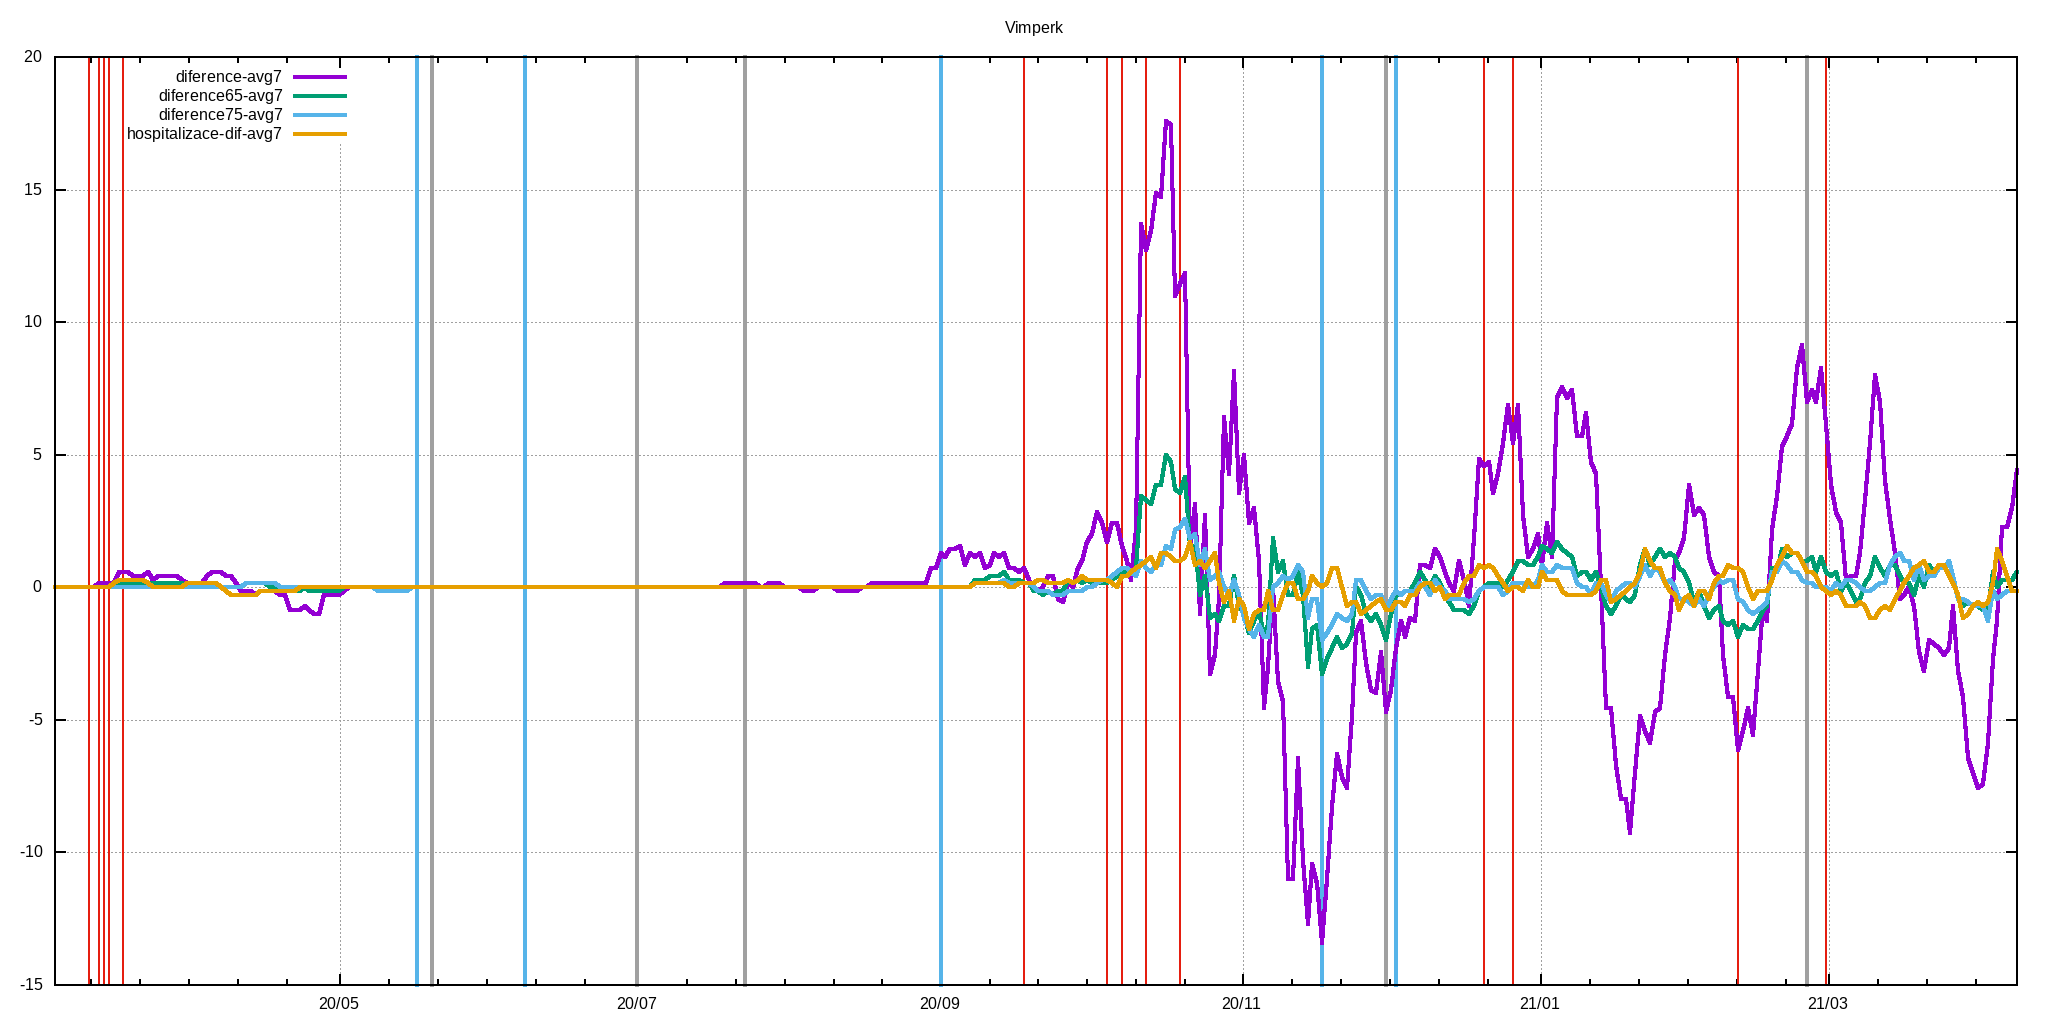 Vimperk
20
diference-avg7
diference65-avg7
diference75-avg7
hospitalizace-dif-avg7
15
10
5
0
-5
-10
-15
20/05 20/07 20/09 20/11 21/01 21/03